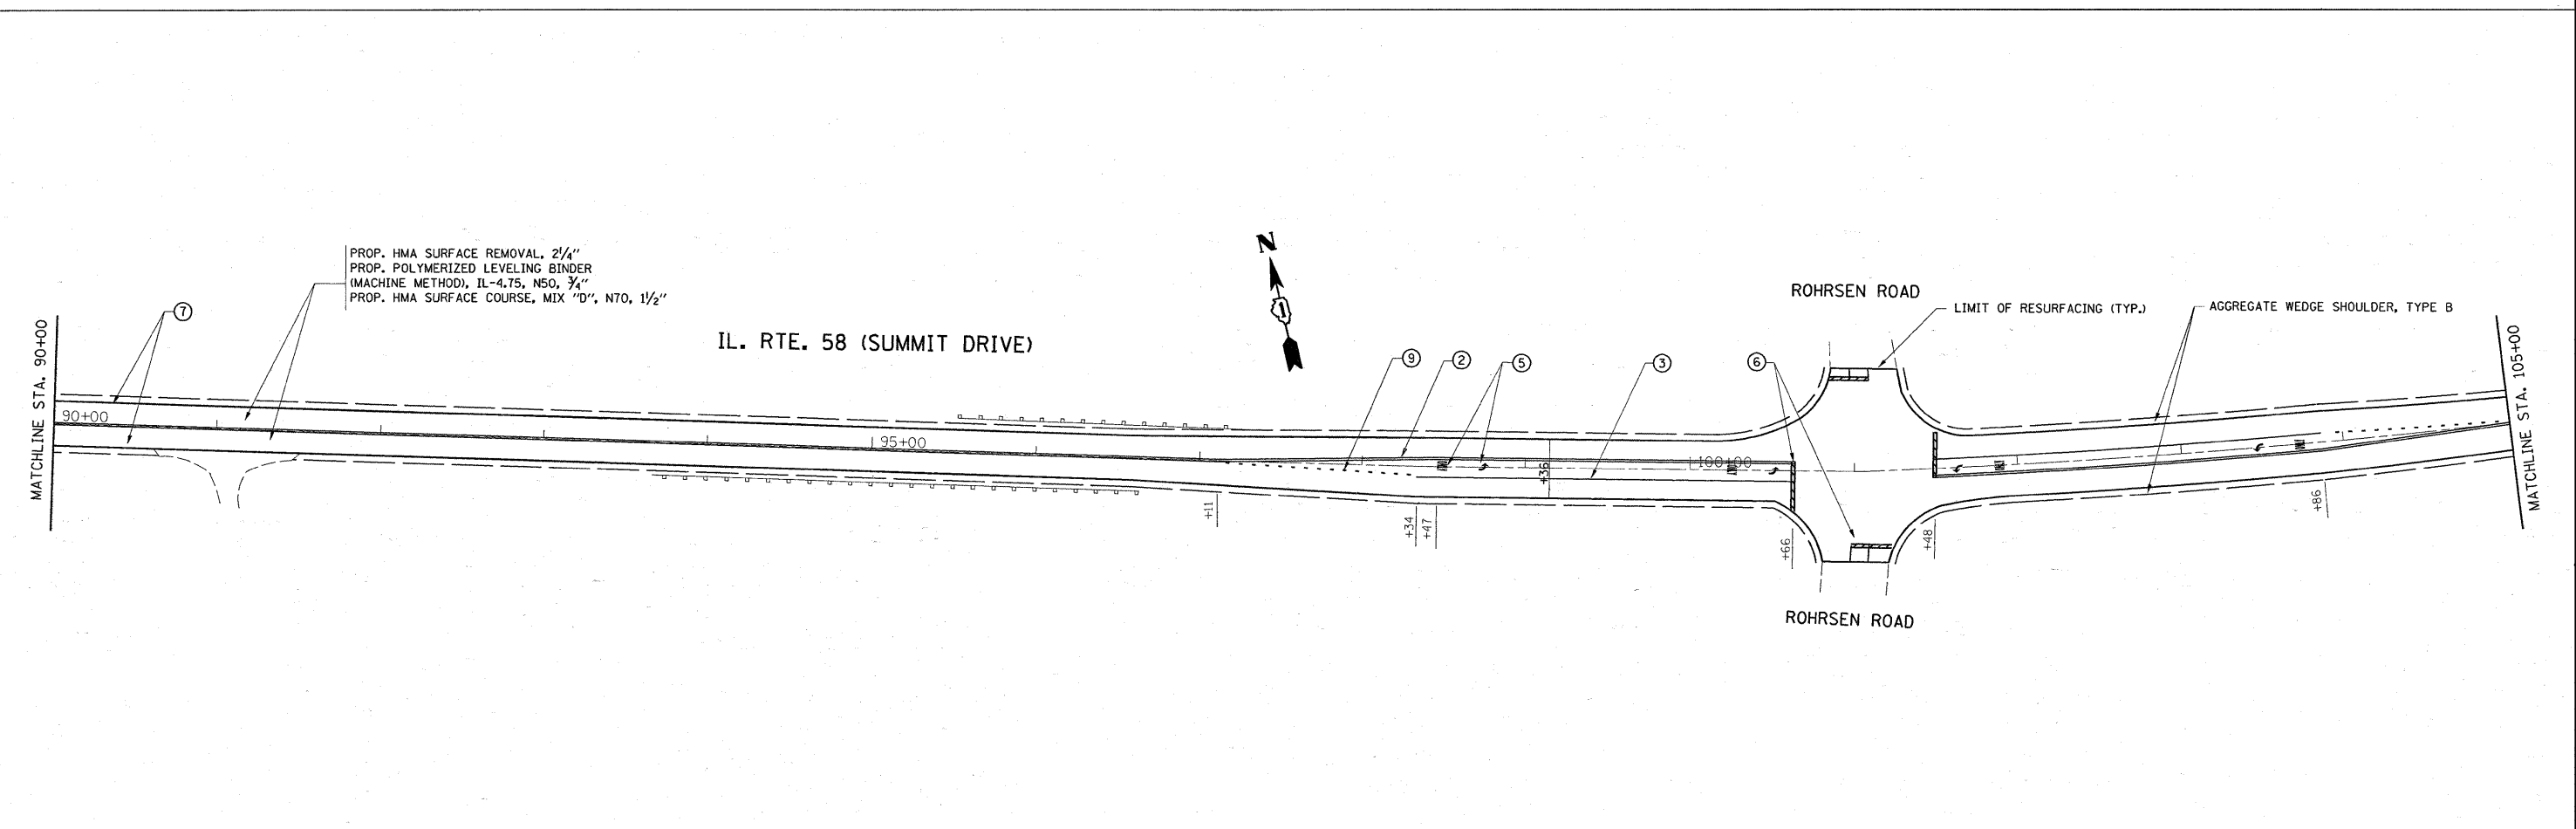 PROP. HMA SURFACE REMOVAL, 2¼"
PROP. POLYMERIZED LEVELING BINDER
(MACHINE METHOD), IL-4.75, N50, ¾"
PROP. HMA SURFACE COURSE, MIX "D", N70, 1½"
IL. RTE. 58 (SUMMIT DRIVE)
N
1
ROHRSEN ROAD
LIMIT OF RESURFACING (TYP.)
AGGREGATE WEDGE SHOULDER, TYPE B
MATCHLINE STA. 90+00
MATCHLINE STA. 105+00
7
9
2
5
3
6
90+00
95+00
100+00
+36
+11
+34
+47
+66
+48
+86
ROHRSEN ROAD